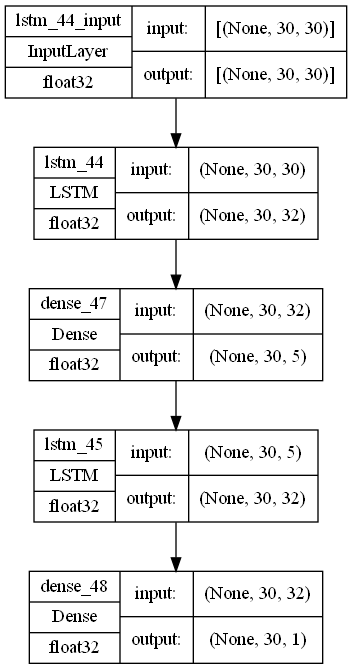 lstm_44_input
InputLayer
float32
input:
[(None, 30, 30)]
output:
[(None, 30, 30)]
lstm_44
LSTM
float32
input:
(None, 30, 30)
output:
(None, 30, 32)
dense_47
Dense
float32
input:
(None, 30, 32)
output:
(None, 30, 5)
lstm_45
LSTM
float32
input:
(None, 30, 5)
output:
(None, 30, 32)
dense_48
Dense
float32
input:
(None, 30, 32)
output:
(None, 30, 1)